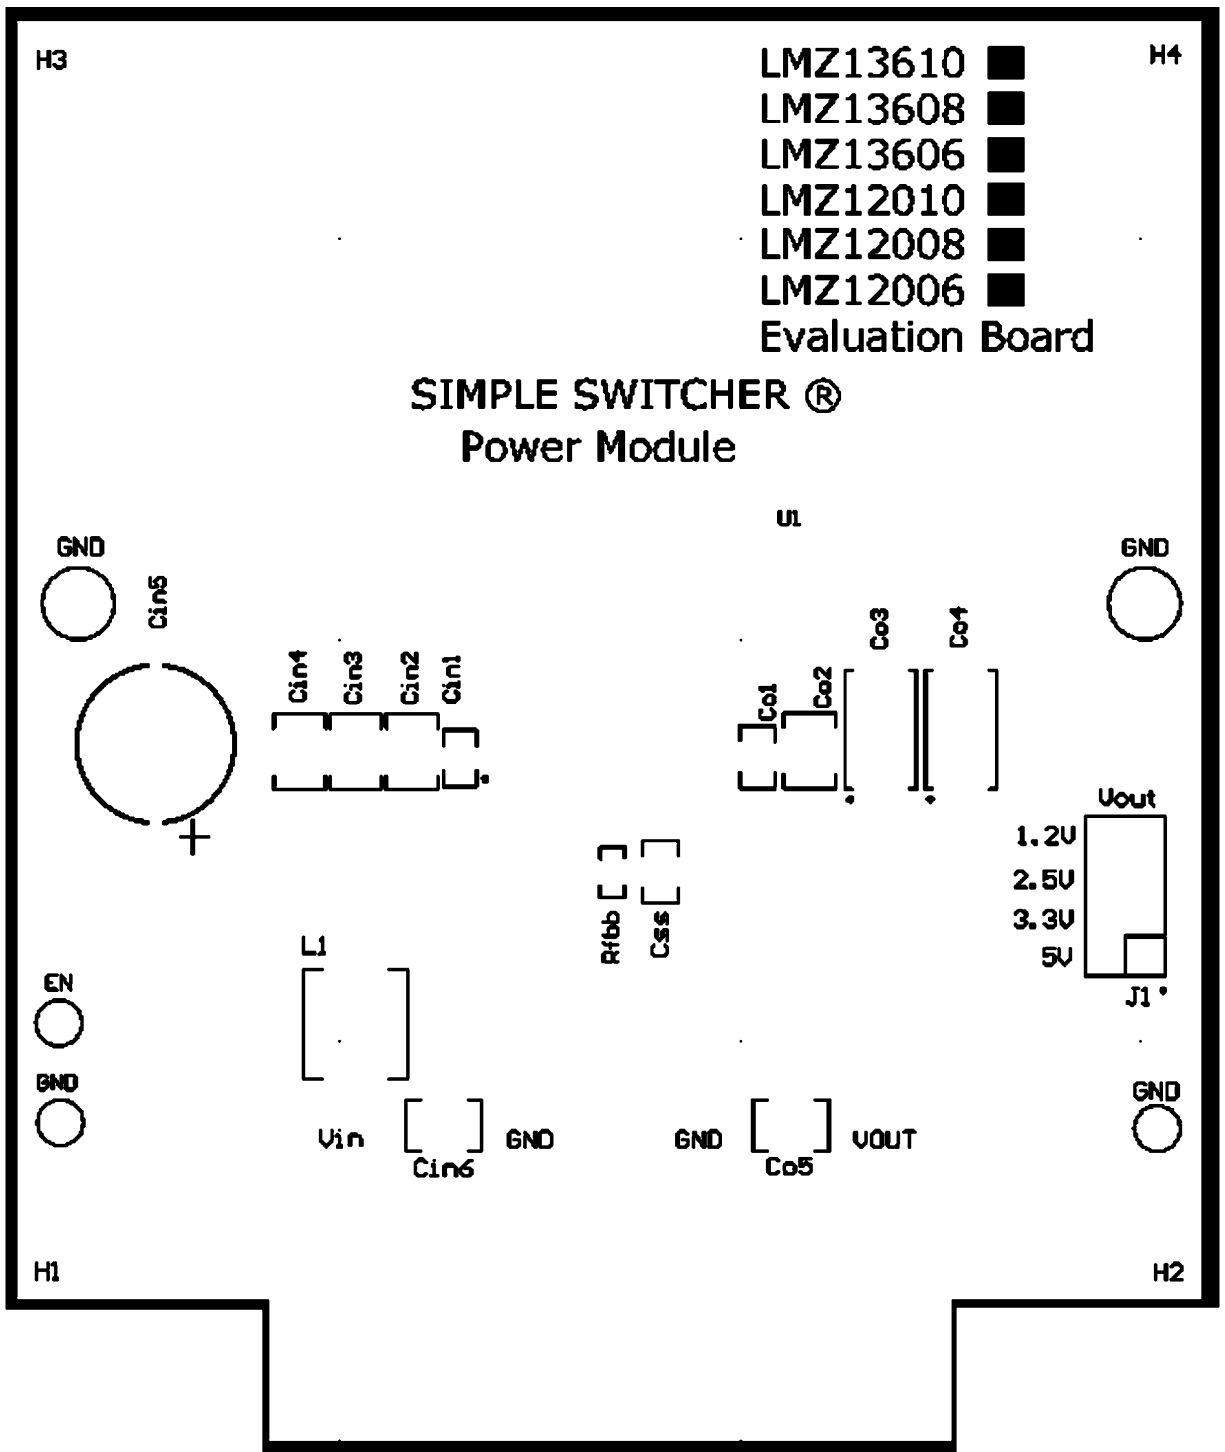 H3
H4
LMZ13610
LMZ13608
LMZ13606
LMZ12010
LMZ12008
LMZ12006
Evaluation Board
SIMPLE SWITCHER ®
Power Module
U1
GND
GND
Cin5
Cin4
Cin3
Cin2
Cin1
Co1
Co2
Co3
Co4
Vout
1.2V
2.5V
3.3V
5V
J1
Rfbb
Css
L1
EN
GND
GND
Vin
GND
GND
VOUT
Cin6
Co5
H1
H2